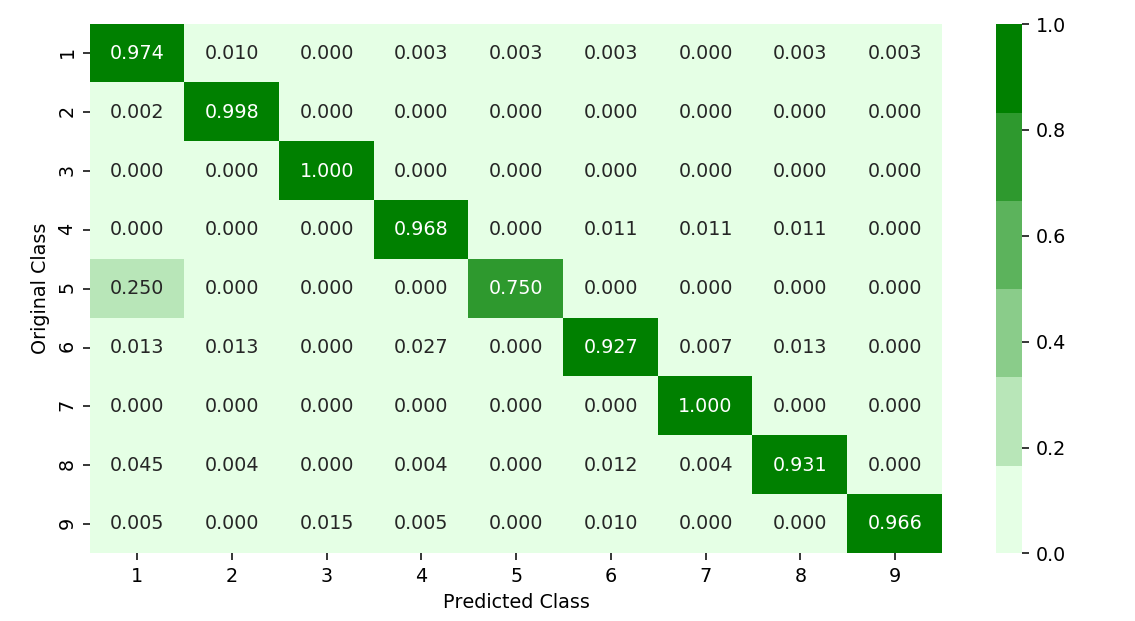 1 0.974 0.010 0.000 0.003 0.003 0.003 0.000 0.003 0.003
2 0.002 0.998 0.000 0.000 0.000 0.000 0.000 0.000 0.000
3 0.000 0.000 1.000 0.000 0.000 0.000 0.000 0.000 0.000
4 0.000 0.000 0.000 0.968 0.000 0.011 0.011 0.011 0.000
5 0.250 0.000 0.000 0.000 0.750 0.000 0.000 0.000 0.000
6 0.013 0.013 0.000 0.027 0.000 0.927 0.007 0.013 0.000
7 0.000 0.000 0.000 0.000 0.000 0.000 1.000 0.000 0.000
8 0.045 0.004 0.000 0.004 0.000 0.012 0.004 0.931 0.000
9 0.005 0.000 0.015 0.005 0.000 0.010 0.000 0.000 0.966
1 2 3 4 5 6 7 8 9
Predicted Class
Original Class
1.0
0.8
0.6
0.4
0.2
0.0